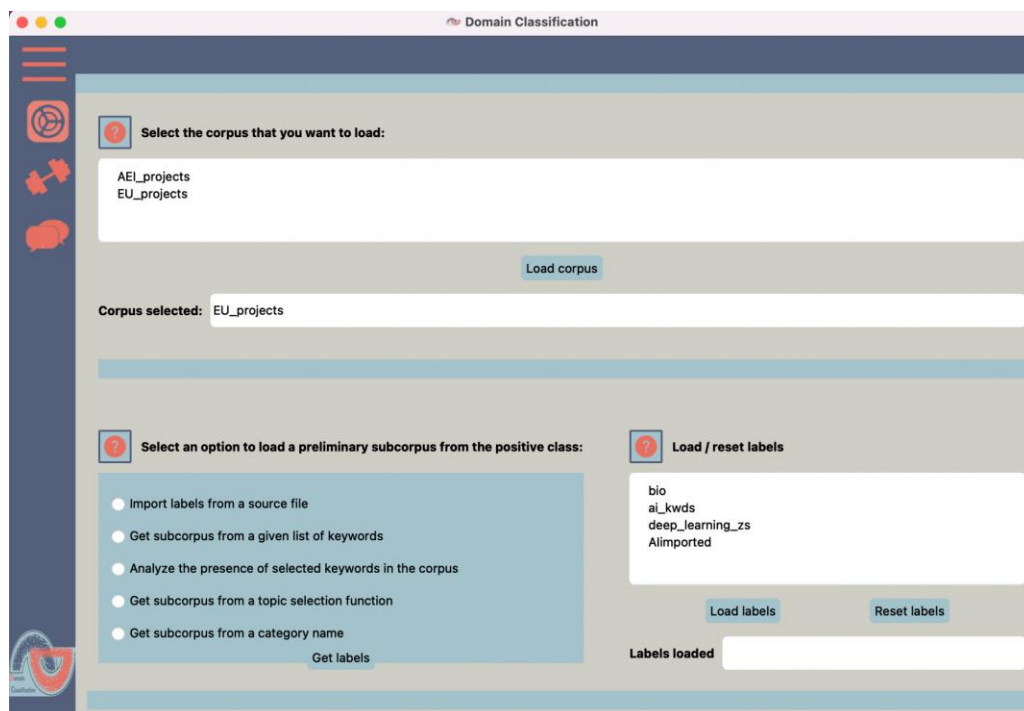 Domain Classification
? Select the corpus that you want to load:
AEI_projects
EU_projects
Load corpus
Corpus selected: EU_projects
? Select an option to load a preliminary subcorpus from the positive class:
Import labels from a source file
Get subcorpus from a given list of keywords
Analyze the presence of selected keywords in the corpus
Get subcorpus from a topic selection function
Get subcorpus from a category name
Get labels
? Load / reset labels
bio
ai_kwds
deep_learning_zs
AIimported
Load labels Reset labels
Labels loaded
Domain
Classification